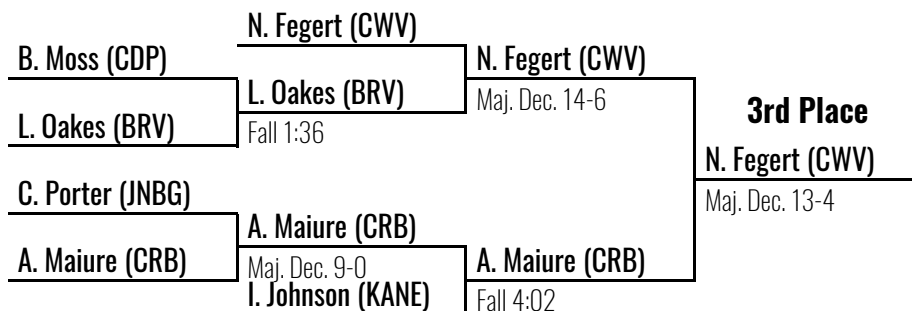 N. Fegert (CWV)
B. Moss (CDP)
N. Fegert (CWV)
L. Oakes (BRV)
Maj. Dec. 14-6
3rd Place
L. Oakes (BRV)
Fall 1:36
N. Fegert (CWV)
C. Porter (JNBG)
Maj. Dec. 13-4
A. Maiure (CRB)
A. Maiure (CRB)
Maj. Dec. 9-0
A. Maiure (CRB)
I. Johnson (KANE)
Fall 4:02